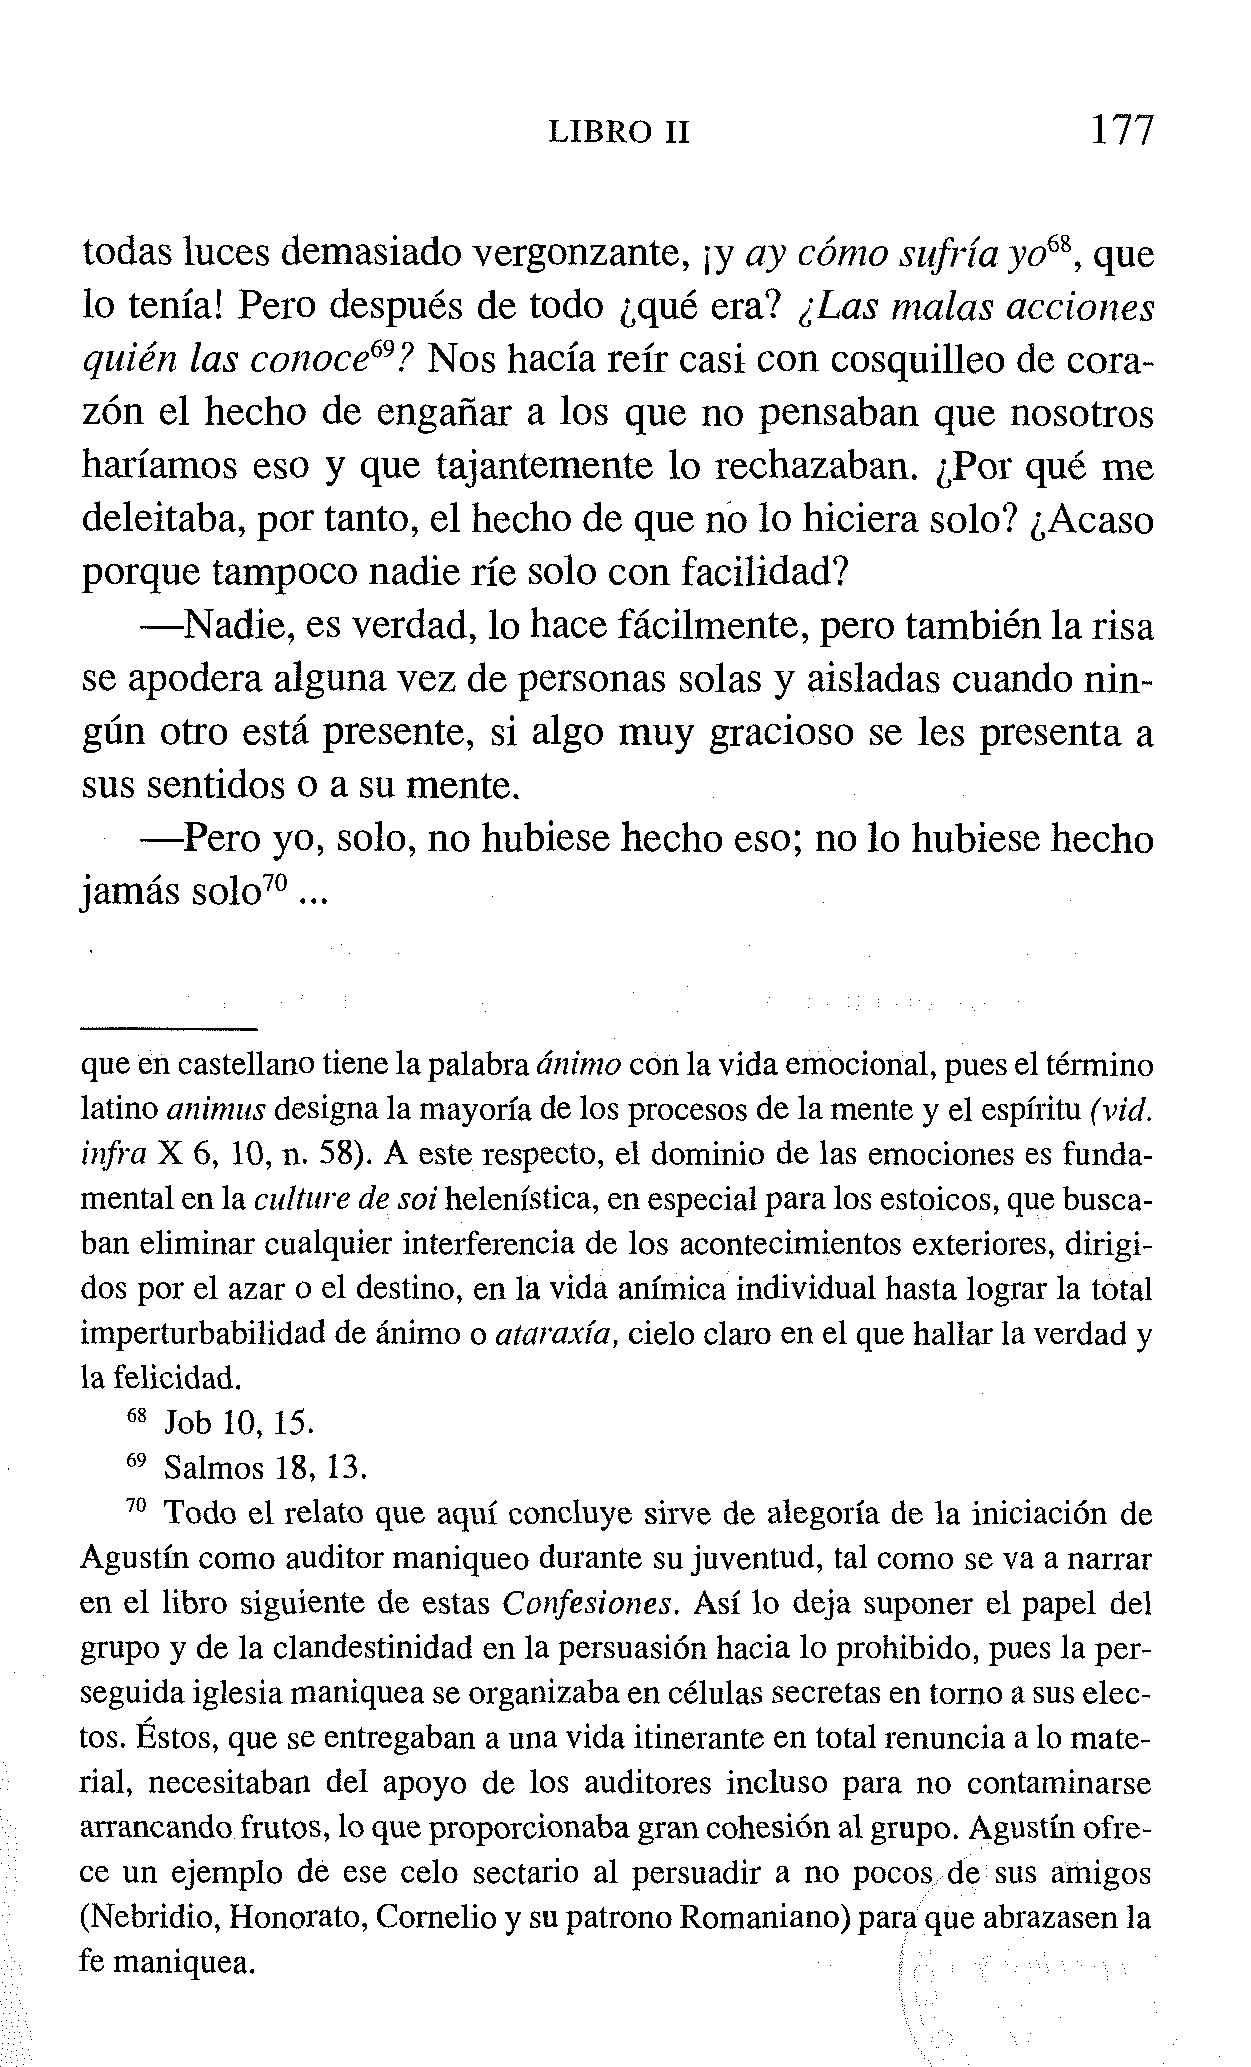 LIBRO II 177
todas luces demasiado vergonzante, ¡y ay cómo sufría yo⁶⁸, que
lo tenía! Pero después de todo ¿qué era? ¿Las malas acciones
quién las conoce⁶⁹? Nos hacía reír casi con cosquilleo de cora-
zón el hecho de engañar a los que no pensaban que nosotros
haríamos eso y que tajantemente lo rechazaban. ¿Por qué me
deleitaba, por tanto, el hecho de que no lo hiciera solo? ¿Acaso
porque tampoco nadie ríe solo con facilidad?
—Nadie, es verdad, lo hace fácilmente, pero también la risa
se apodera alguna vez de personas solas y aisladas cuando nin-
gún otro está presente, si algo muy gracioso se les presenta a
sus sentidos o a su mente.
—Pero yo, solo, no hubiese hecho eso; no lo hubiese hecho
jamás solo⁷⁰ ...
que en castellano tiene la palabra ánimo con la vida emocional, pues el término
latino animus designa la mayoría de los procesos de la mente y el espíritu (vid.
infra X 6, 10, n. 58). A este respecto, el dominio de las emociones es funda-
mental en la culture de soi helenística, en especial para los estoicos, que busca-
ban eliminar cualquier interferencia de los acontecimientos exteriores, dirigi-
dos por el azar o el destino, en la vida anímica individual hasta lograr la total
imperturbabilidad de ánimo o ataraxía, cielo claro en el que hallar la verdad y
la felicidad.
⁶⁸ Job 10, 15.
⁶⁹ Salmos 18, 13.
⁷⁰ Todo el relato que aquí concluye sirve de alegoría de la iniciación de
Agustín como auditor maniqueo durante su juventud, tal como se va a narrar
en el libro siguiente de estas Confesiones. Así lo deja suponer el papel del
grupo y de la clandestinidad en la persuasión hacia lo prohibido, pues la per-
seguida iglesia maniquea se organizaba en células secretas en torno a sus elec-
tos. Éstos, que se entregaban a una vida itinerante en total renuncia a lo mate-
rial, necesitaban del apoyo de los auditores incluso para no contaminarse
arrancando frutos, lo que proporcionaba gran cohesión al grupo. Agustín ofre-
ce un ejemplo de ese celo sectario al persuadir a no pocos de sus amigos
(Nebridio, Honorato, Cornelio y su patrono Romaniano) para que abrazasen la
fe maniquea.